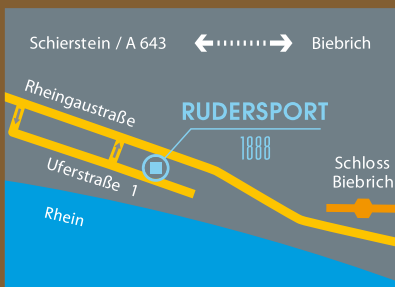 Schierstein / A 643
Biebrich
Rheingaustraße
RUDERSPORT
1888
Schloss
Biebrich
Uferstraße 1
Rhein